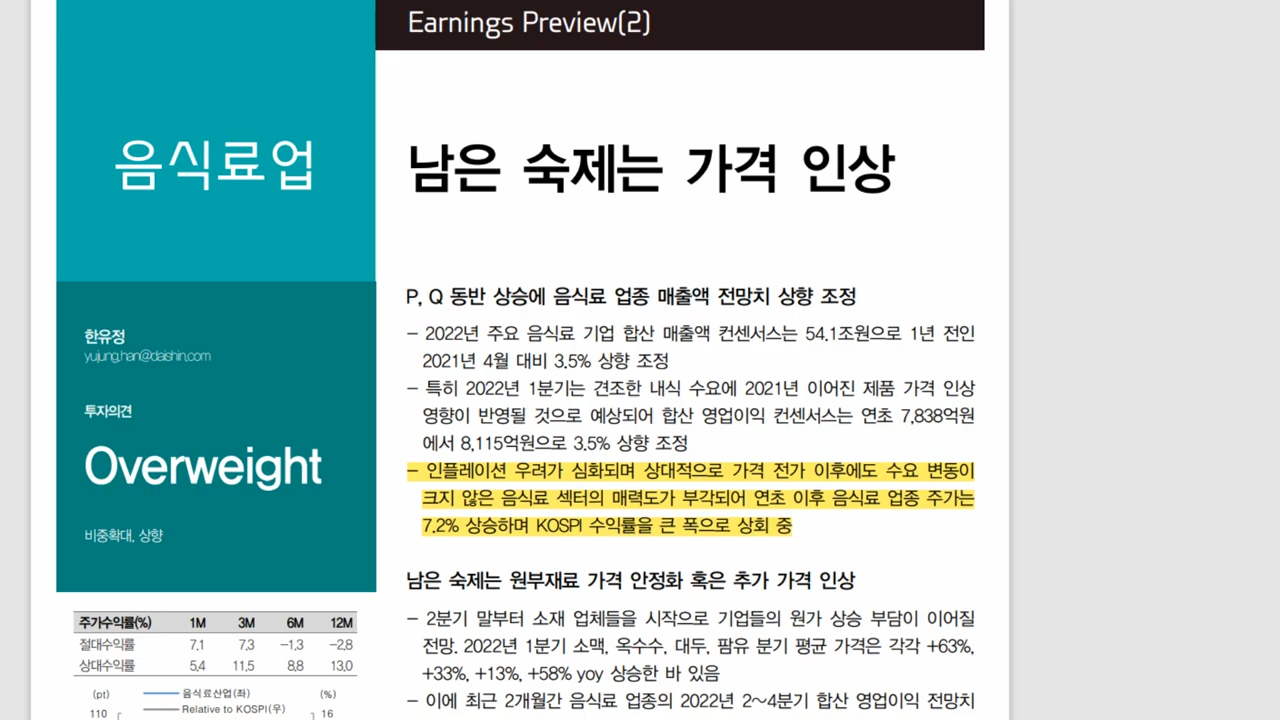 Earnings Preview(2)
음식료업
남은 숙제는 가격 인상
한유정
yujung.han@daishin.com
투자의견
Overweight
비중확대, 상향
주가수익률(%) 1M 3M 6M 12M
절대수익률 7.1 7.3 -1.3 -2.8
상대수익률 5.4 11.5 8.8 13.0
(pt) 음식료산업(좌) (%)
110 Relative to KOSPI(우) 16
P, Q 동반 상승에 음식료 업종 매출액 전망치 상향 조정
- 2022년 주요 음식료 기업 합산 매출액 컨센서스는 54.1조원으로 1년 전인
2021년 4월 대비 3.5% 상향 조정
- 특히 2022년 1분기는 견조한 내식 수요에 2021년 이어진 제품 가격 인상
영향이 반영될 것으로 예상되어 합산 영업이익 컨센서스는 연초 7,838억원
에서 8,115억원으로 3.5% 상향 조정
- 인플레이션 우려가 심화되며 상대적으로 가격 전가 이후에도 수요 변동이
크지 않은 음식료 섹터의 매력도가 부각되어 연초 이후 음식료 업종 주가는
7.2% 상승하며 KOSPI 수익률을 큰 폭으로 상회 중
남은 숙제는 원부재료 가격 안정화 혹은 추가 가격 인상
- 2분기 말부터 소재 업체들을 시작으로 기업들의 원가 상승 부담이 이어질
전망. 2022년 1분기 소맥, 옥수수, 대두, 팜유 분기 평균 가격은 각각 +63%,
+33%, +13%, +58% yoy 상승한 바 있음
- 이에 최근 2개월간 음식료 업종의 2022년 2~4분기 합산 영업이익 전망치